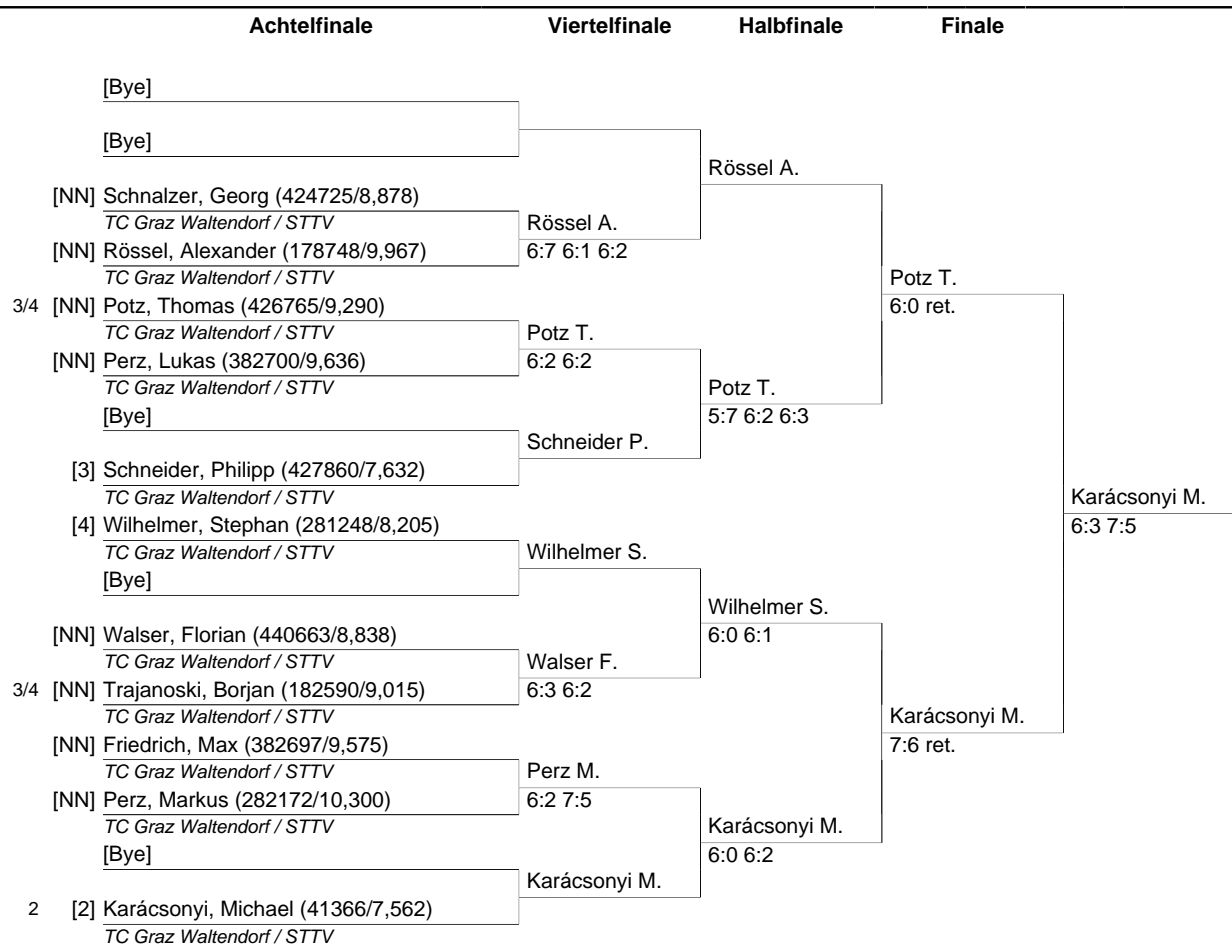 Achtelfinale Viertelfinale Halbfinale Finale
[Bye]
[Bye]
Rössel A.
[NN] Schnalzer, Georg (424725/8,878)
TC Graz Waltendorf / STTV Rössel A.
[NN] Rössel, Alexander (178748/9,967) 6:7 6:1 6:2
TC Graz Waltendorf / STTV Potz T.
3/4 [NN] Potz, Thomas (426765/9,290) 6:0 ret.
TC Graz Waltendorf / STTV Potz T.
[NN] Perz, Lukas (382700/9,636) 6:2 6:2
TC Graz Waltendorf / STTV Potz T.
[Bye] 5:7 6:2 6:3
Schneider P.
[3] Schneider, Philipp (427860/7,632)
TC Graz Waltendorf / STTV Karácsonyi M.
[4] Wilhelmer, Stephan (281248/8,205) 6:3 7:5
TC Graz Waltendorf / STTV Wilhelmer S.
[Bye]
Wilhelmer S.
[NN] Walser, Florian (440663/8,838) 6:0 6:1
TC Graz Waltendorf / STTV Walser F.
3/4 [NN] Trajanoski, Borjan (182590/9,015) 6:3 6:2
TC Graz Waltendorf / STTV Karácsonyi M.
[NN] Friedrich, Max (382697/9,575) 7:6 ret.
TC Graz Waltendorf / STTV Perz M.
[NN] Perz, Markus (282172/10,300) 6:2 7:5
TC Graz Waltendorf / STTV Karácsonyi M.
[Bye] 6:0 6:2
Karácsonyi M.
2 [2] Karácsonyi, Michael (41366/7,562)
TC Graz Waltendorf / STTV